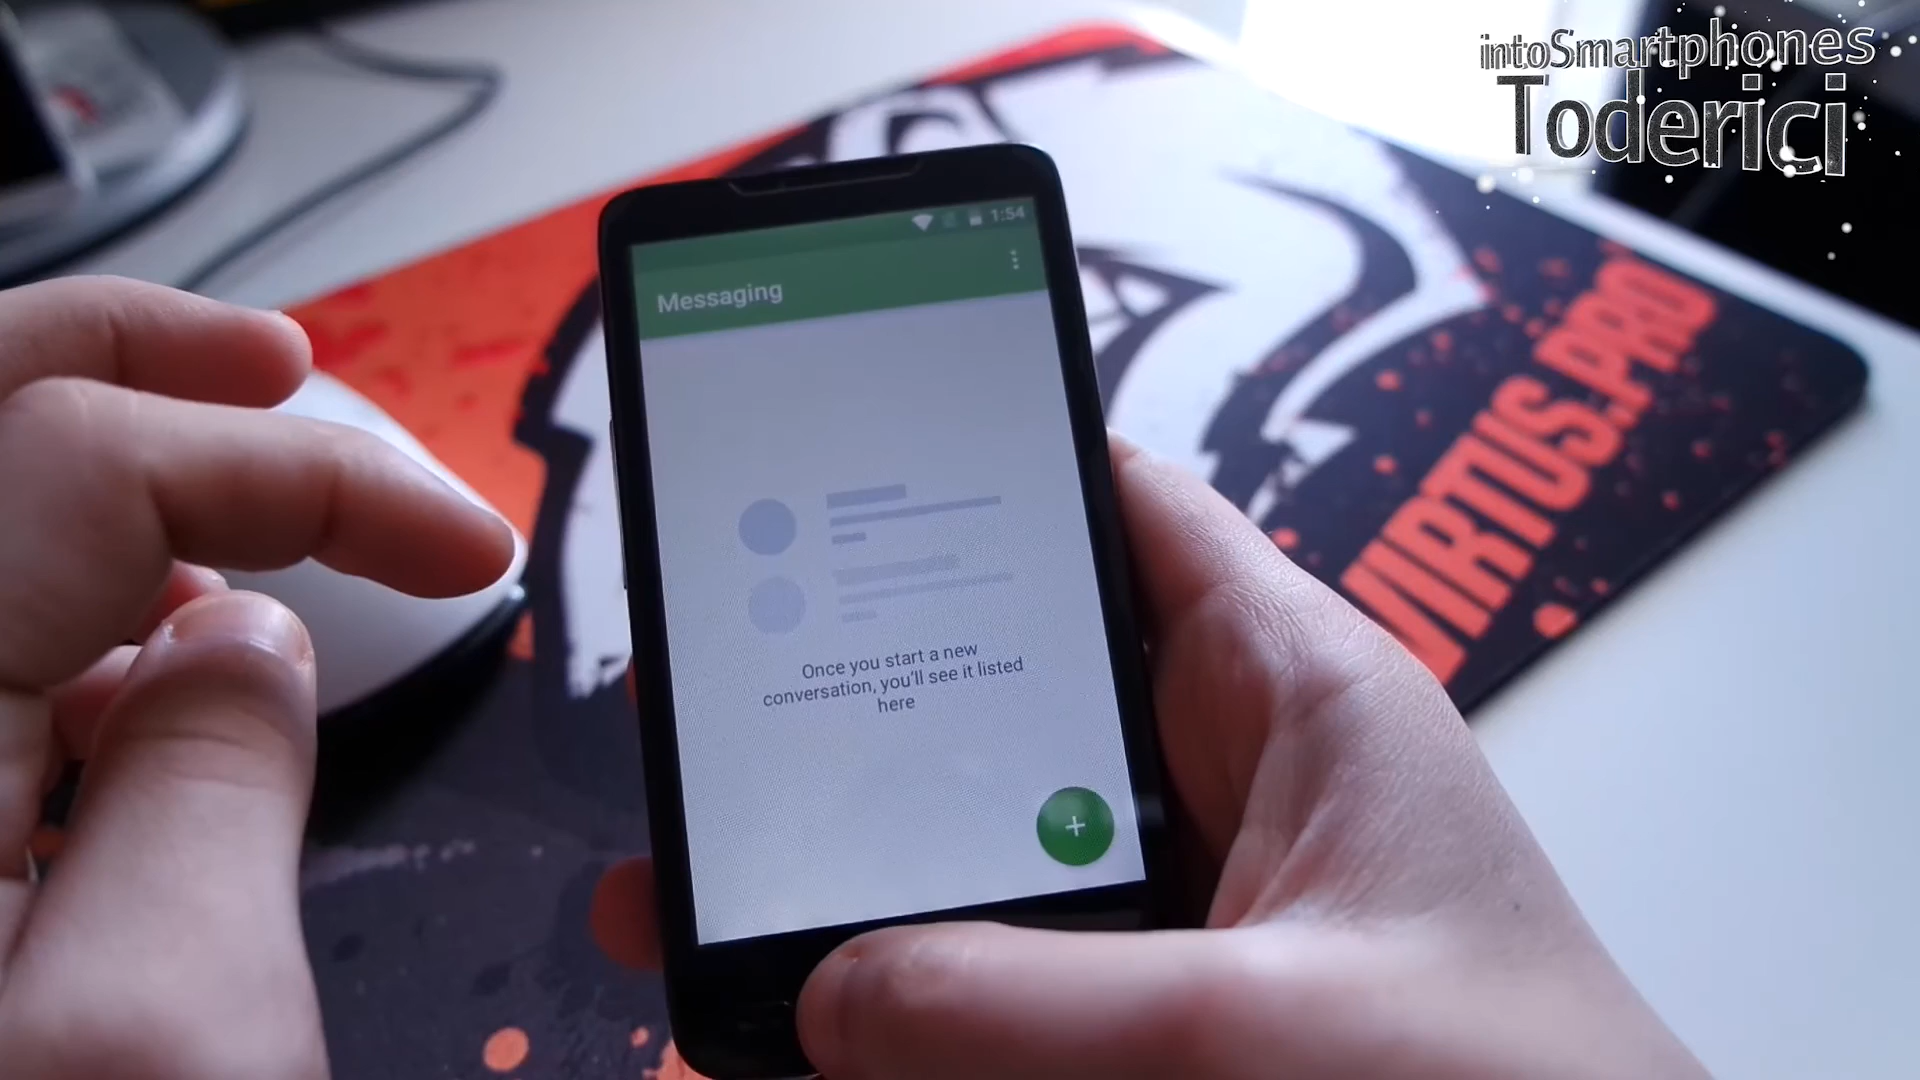 intoSmartphones
Toderici
1:54
Messaging
Once you start a new
conversation, you'll see it listed
here
VIRTUS.PRO